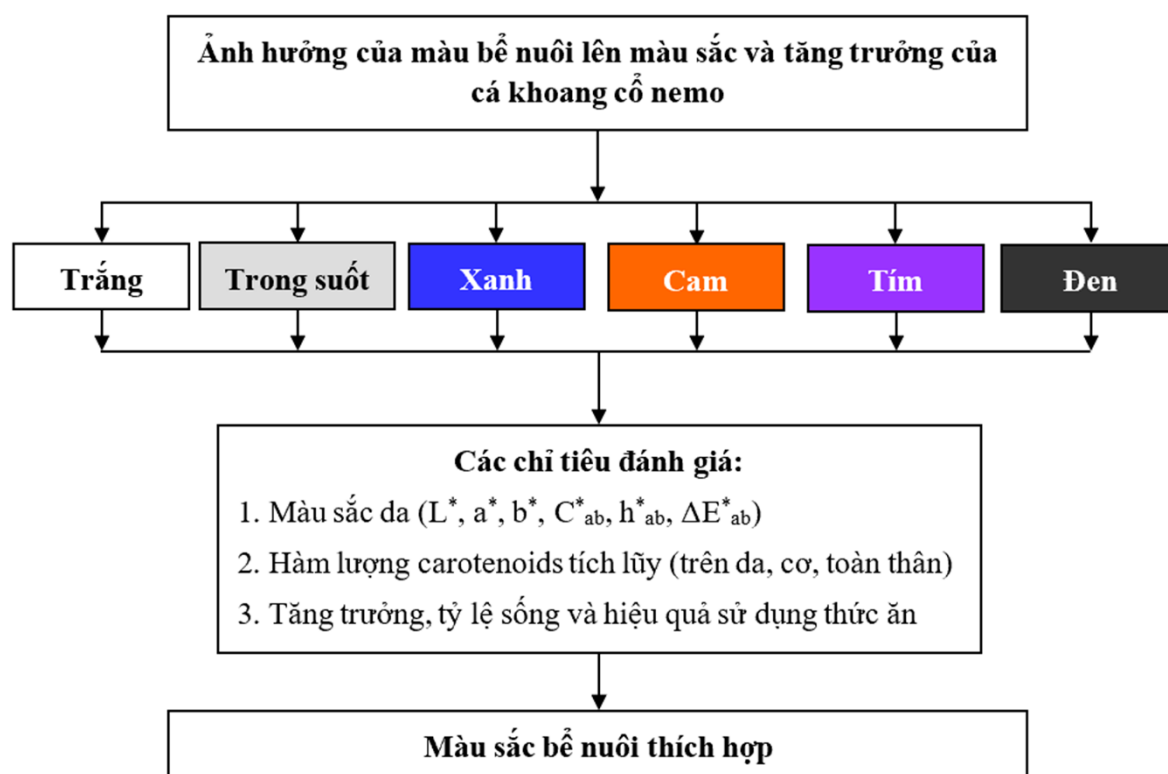 Ảnh hưởng của màu bể nuôi lên màu sắc và tăng trưởng của
cá khoang cổ nemo
Trắng
Trong suốt
Xanh
Cam
Tím
Đen
Các chỉ tiêu đánh giá:
1. Màu sắc da (L*, a*, b*, C*ab, h*ab, ΔE*ab)
2. Hàm lượng carotenoids tích lũy (trên da, cơ, toàn thân)
3. Tăng trưởng, tỷ lệ sống và hiệu quả sử dụng thức ăn
Màu sắc bể nuôi thích hợp